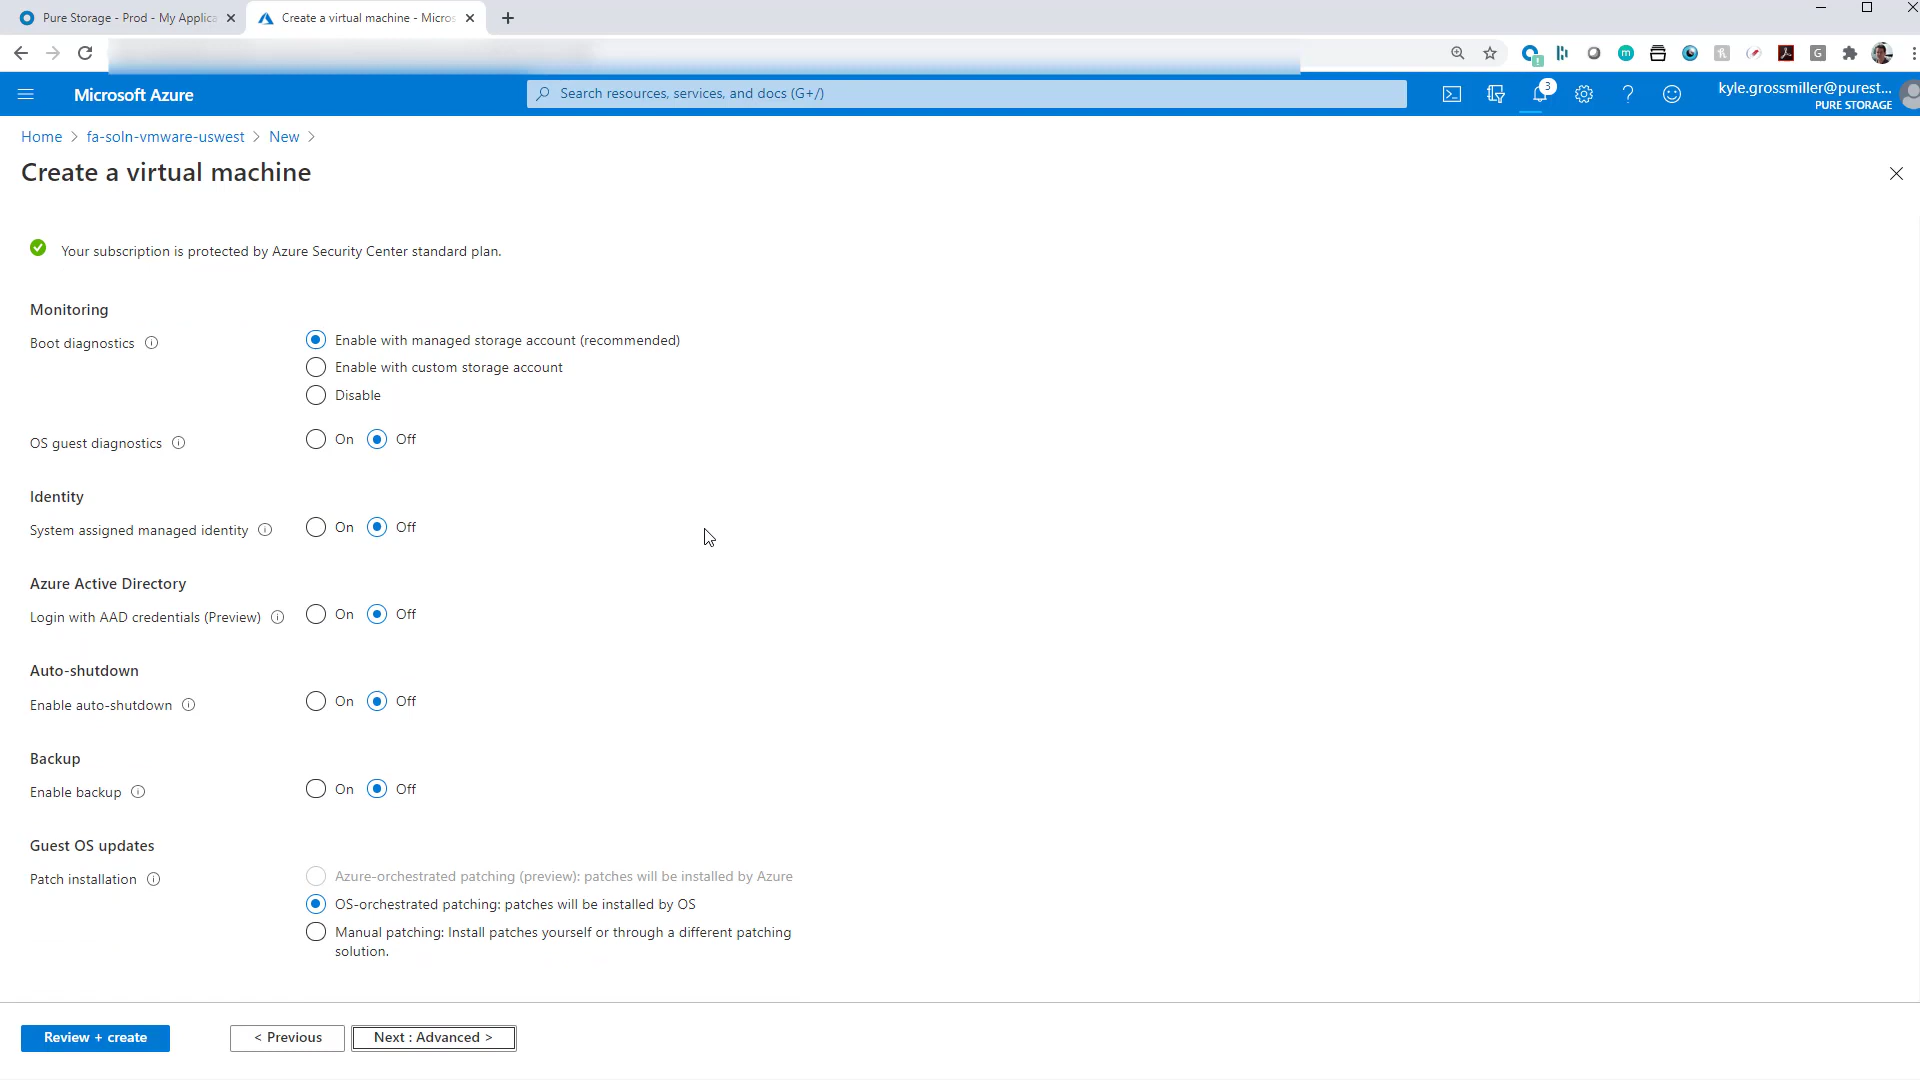 Pure Storage - Prod - My Applica
Create a virtual machine - Micros
Microsoft Azure
Search resources, services, and docs (G+/)
3
kyle.grossmiller@purest...
PURE STORAGE
Home > fa-soln-vmware-uswest > New >
Create a virtual machine
Your subscription is protected by Azure Security Center standard plan.
Monitoring
Boot diagnostics
Enable with managed storage account (recommended)
Enable with custom storage account
Disable
OS guest diagnostics
On Off
Identity
System assigned managed identity
On Off
Azure Active Directory
Login with AAD credentials (Preview)
On Off
Auto-shutdown
Enable auto-shutdown
On Off
Backup
Enable backup
On Off
Guest OS updates
Patch installation
Azure-orchestrated patching (preview): patches will be installed by Azure
OS-orchestrated patching: patches will be installed by OS
Manual patching: Install patches yourself or through a different patching
solution.
Review + create
< Previous
Next : Advanced >